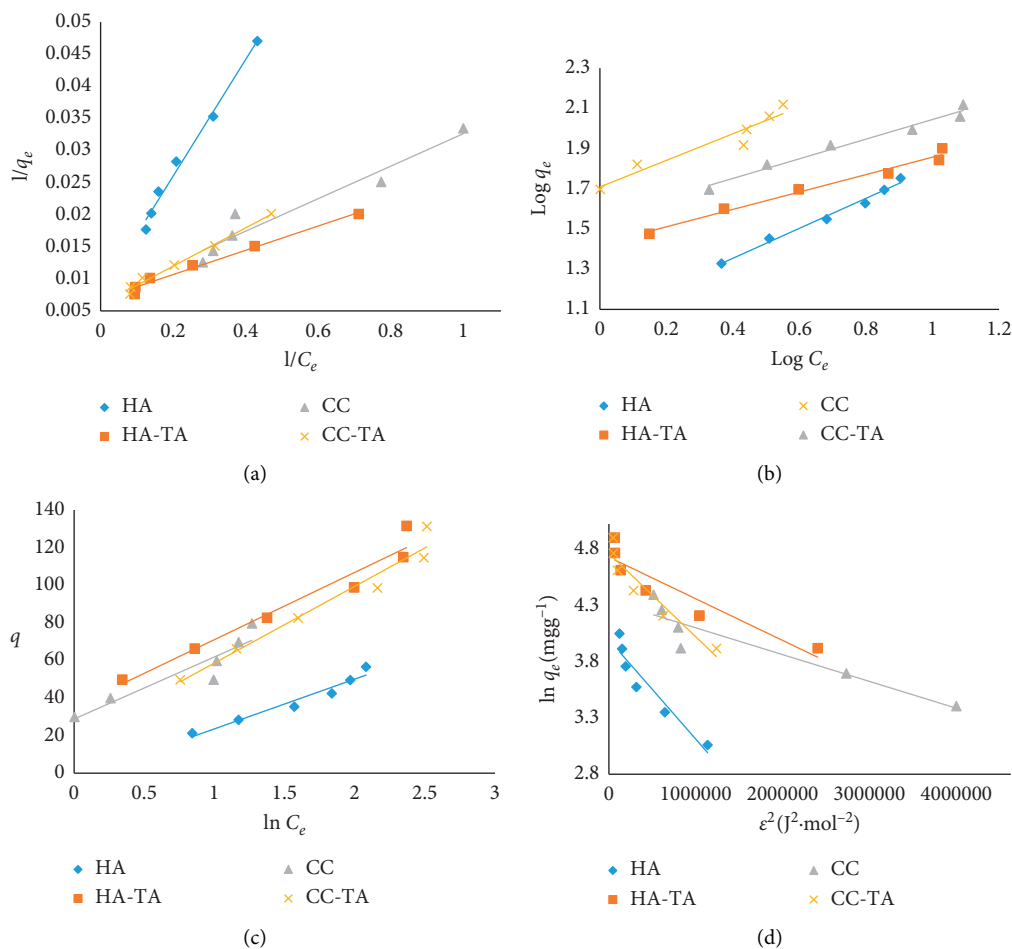 0.05
0.045
0.04
0.035
0.03
0.025
0.02
0.015
0.01
0.005
l/qe
0 0.2 0.4 0.6 0.8 1
l/Ce
HA CC
HA-TA CC-TA
(a)
2.3
2.1
1.9
1.7
1.5
1.3
1.1
Log qe
0 0.2 0.4 0.6 0.8 1 1.2
Log Ce
HA CC
HA-TA CC-TA
(b)
140
120
100
80
60
40
20
0
q
0 0.5 1 1.5 2 2.5 3
ln Ce
HA CC
HA-TA CC-TA
(c)
4.8
4.3
3.8
3.3
2.8
ln qe (mgg−1)
0 1000000 2000000 3000000 4000000
ε2 (J2·mol−2)
HA CC
HA-TA CC-TA
(d)